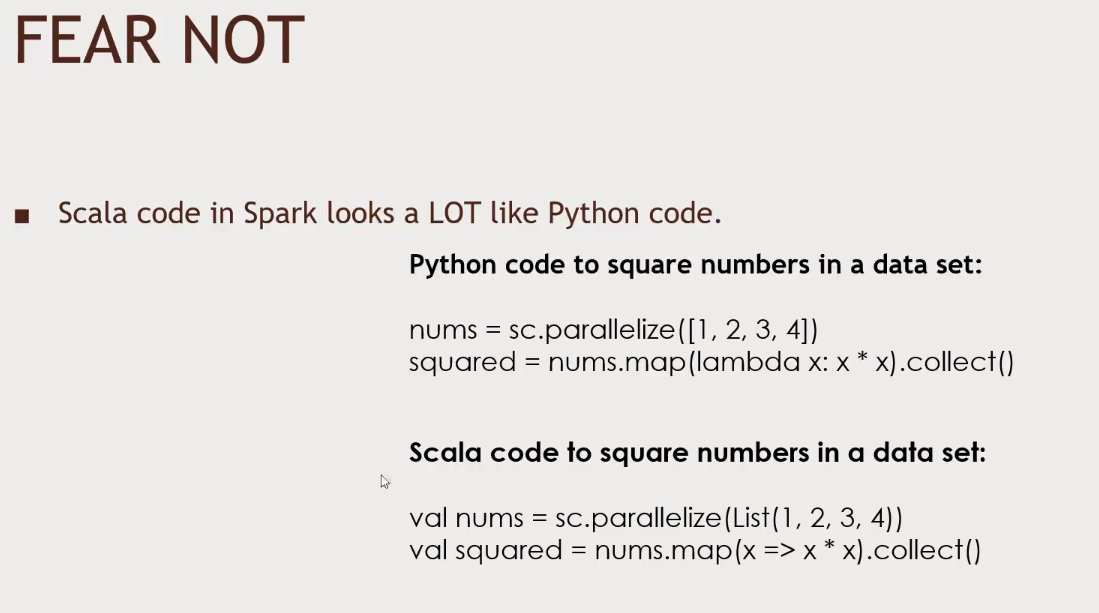 FEAR NOT
■ Scala code in Spark looks a LOT like Python code.
Python code to square numbers in a data set:
nums = sc.parallelize([1, 2, 3, 4])
squared = nums.map(lambda x: x * x).collect()
Scala code to square numbers in a data set:
val nums = sc.parallelize(List(1, 2, 3, 4))
val squared = nums.map(x => x * x).collect()